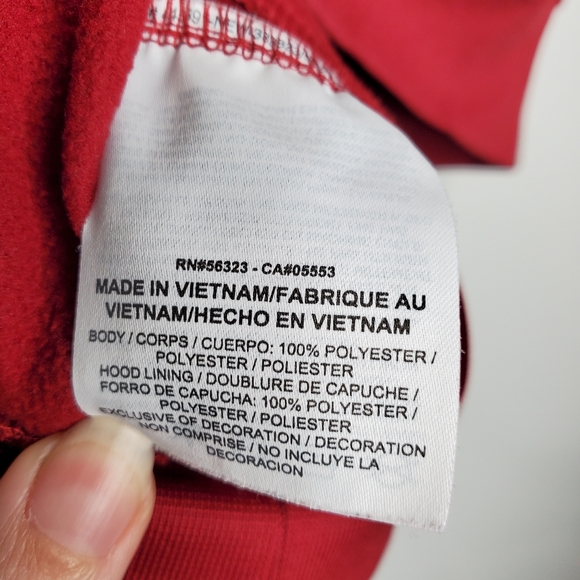 RN#56323 - CA#05553
MADE IN VIETNAM/FABRIQUE AU
VIETNAM/HECHO EN VIETNAM
BODY / CORPS / CUERPO: 100% POLYESTER /
POLYESTER / POLIESTER
HOOD LINING / DOUBLURE DE CAPUCHE /
FORRO DE CAPUCHA: 100% POLYESTER /
POLYESTER / POLIESTER
EXCLUSIVE OF DECORATION / DECORATION
NON COMPRISE / NO INCLUYE LA
DECORACION